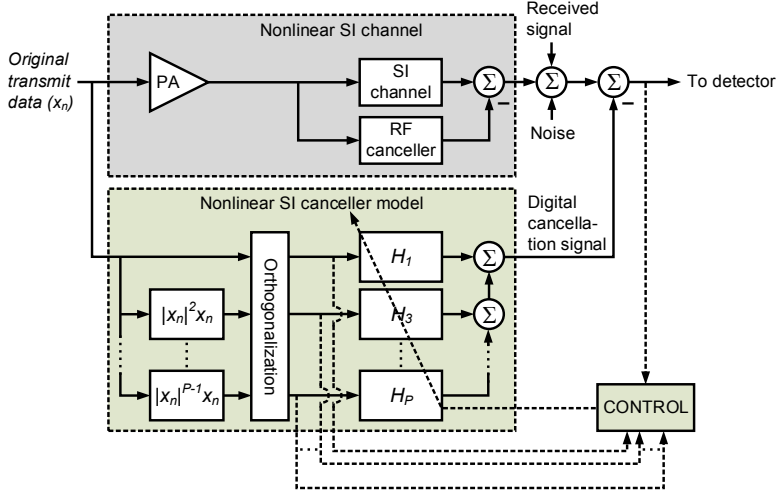 Nonlinear SI channel
Received
signal
Original
transmit
data (xₙ)
PA
SI
channel
Σ
Σ
Σ
To detector
RF
canceller
Noise
Nonlinear SI canceller model
Digital
cancella-
tion signal
Orthogonalization
H₁
Σ
|xₙ|²xₙ
H₃
Σ
|xₙ|ᴾ⁻¹xₙ
H_P
CONTROL